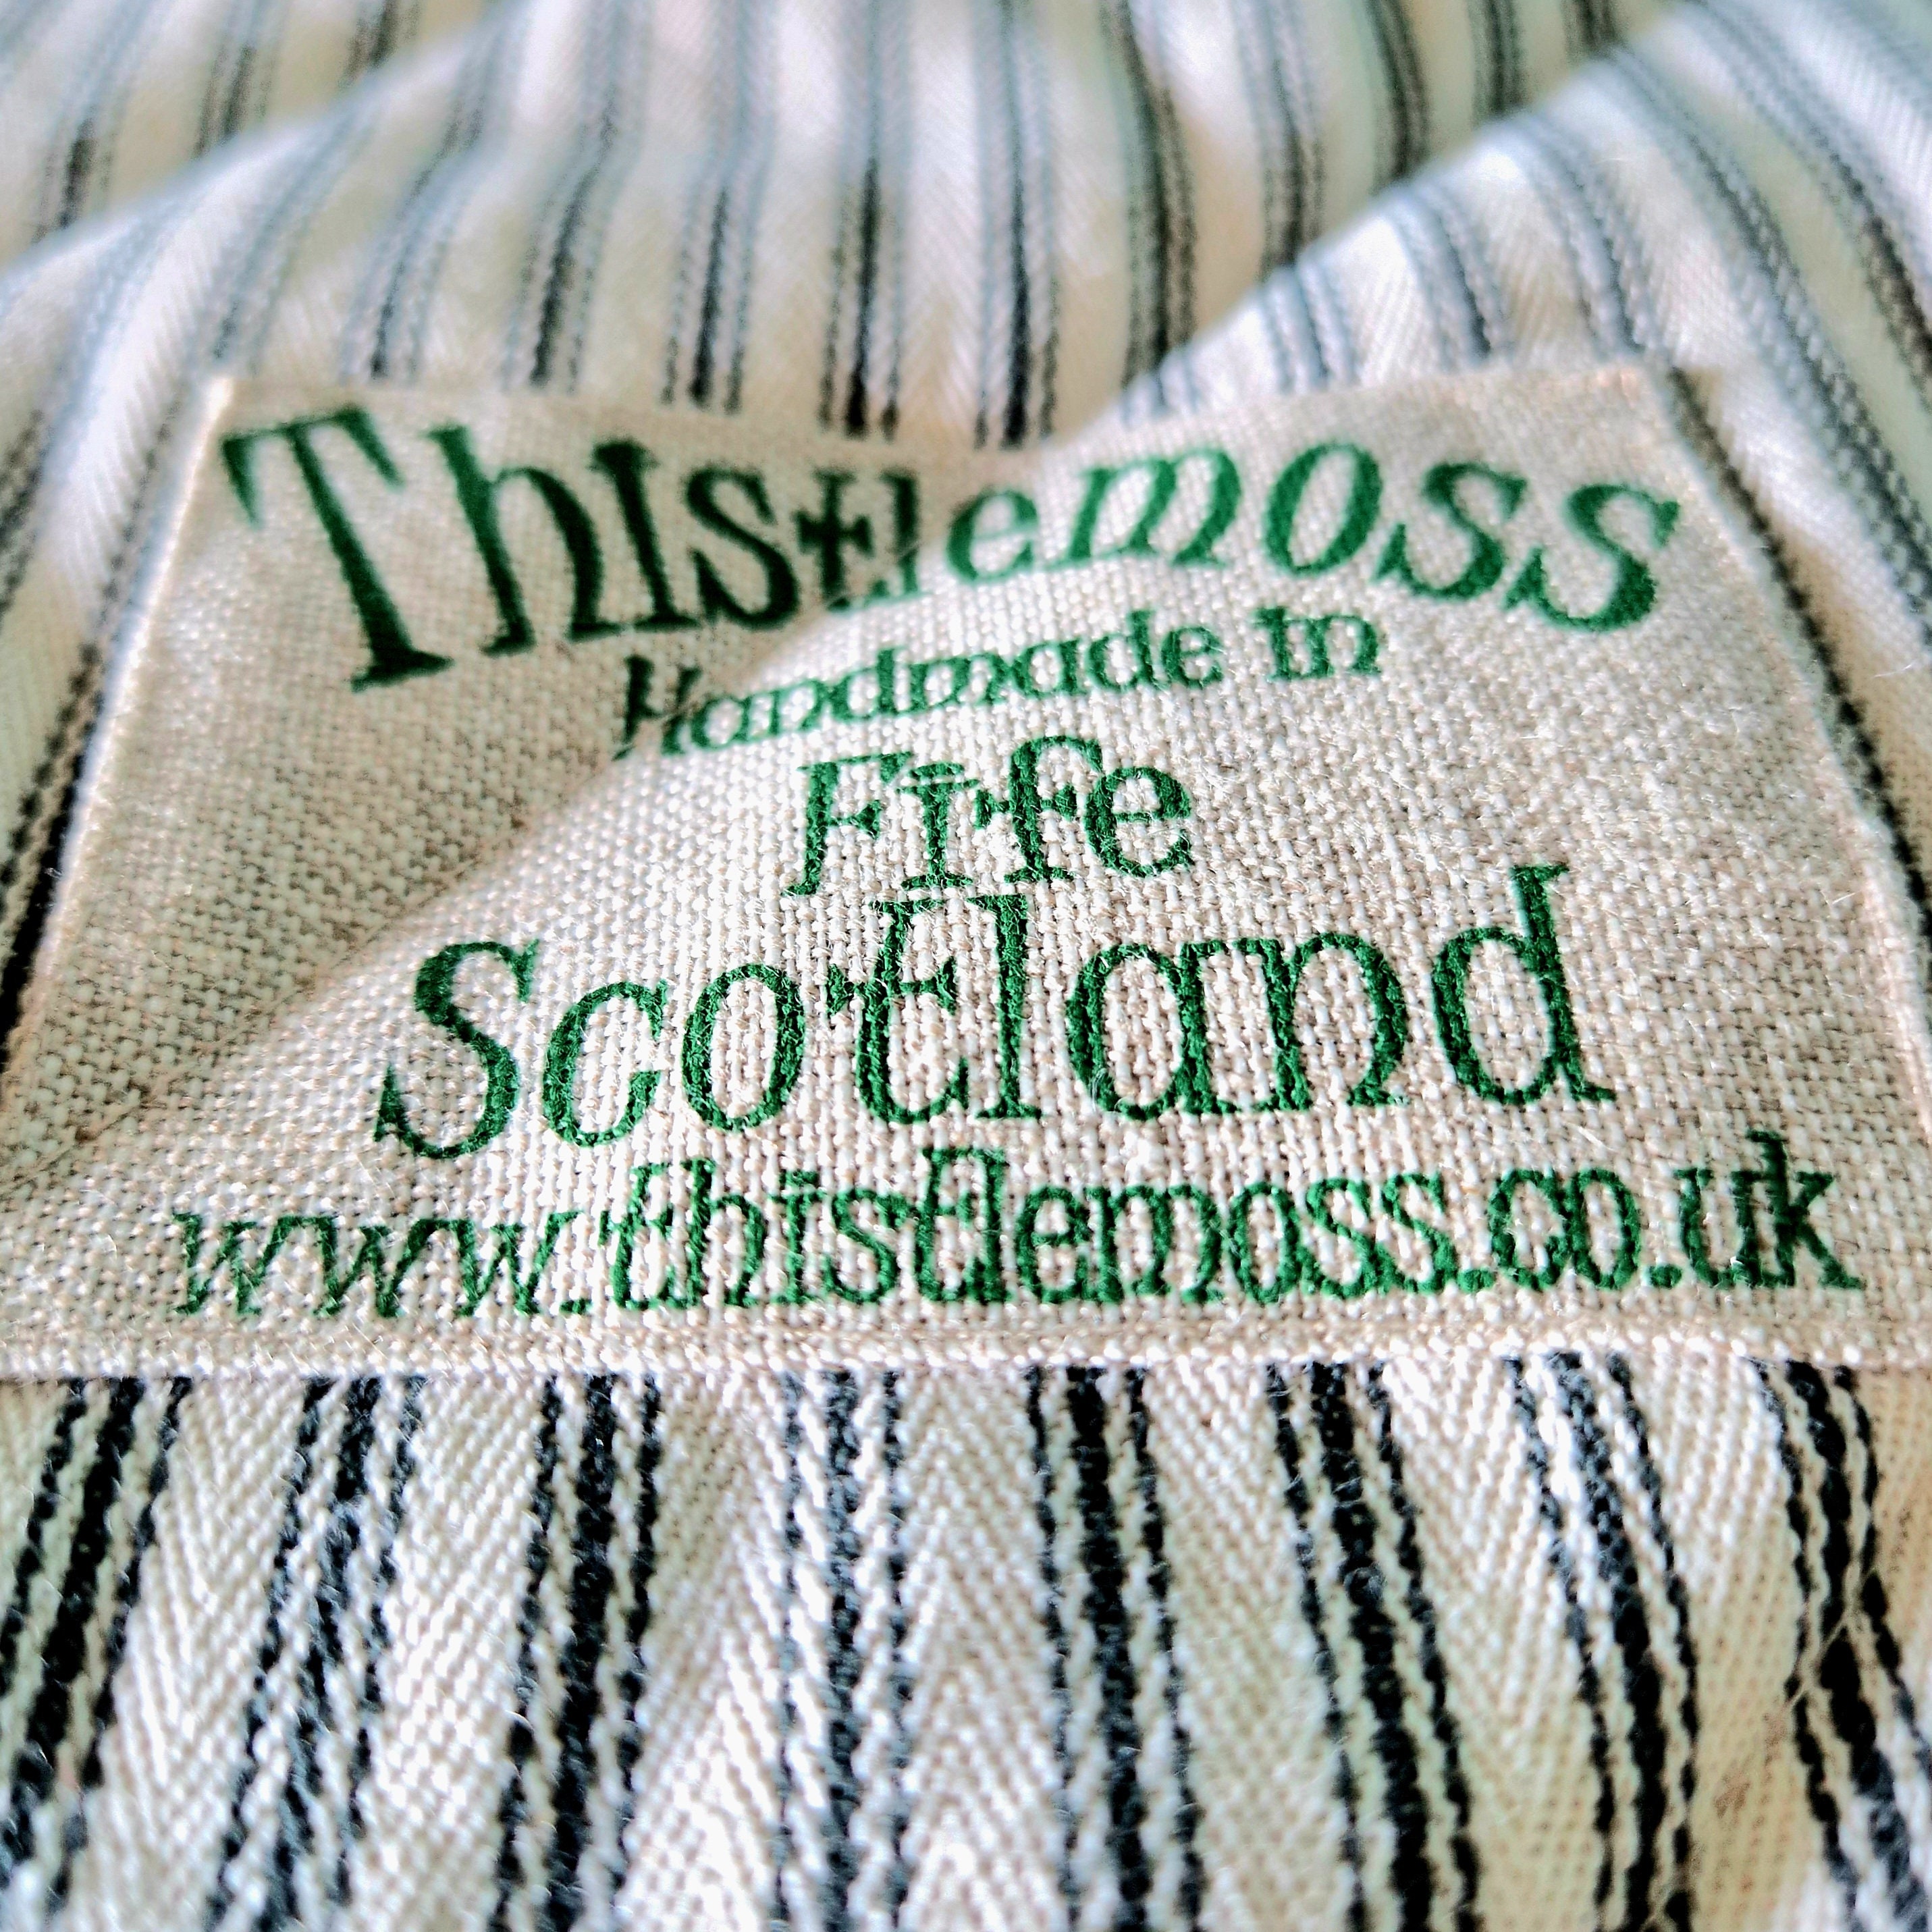 Thistlemoss
Handmade in
Fife
Scotland
www.thistlemoss.co.uk